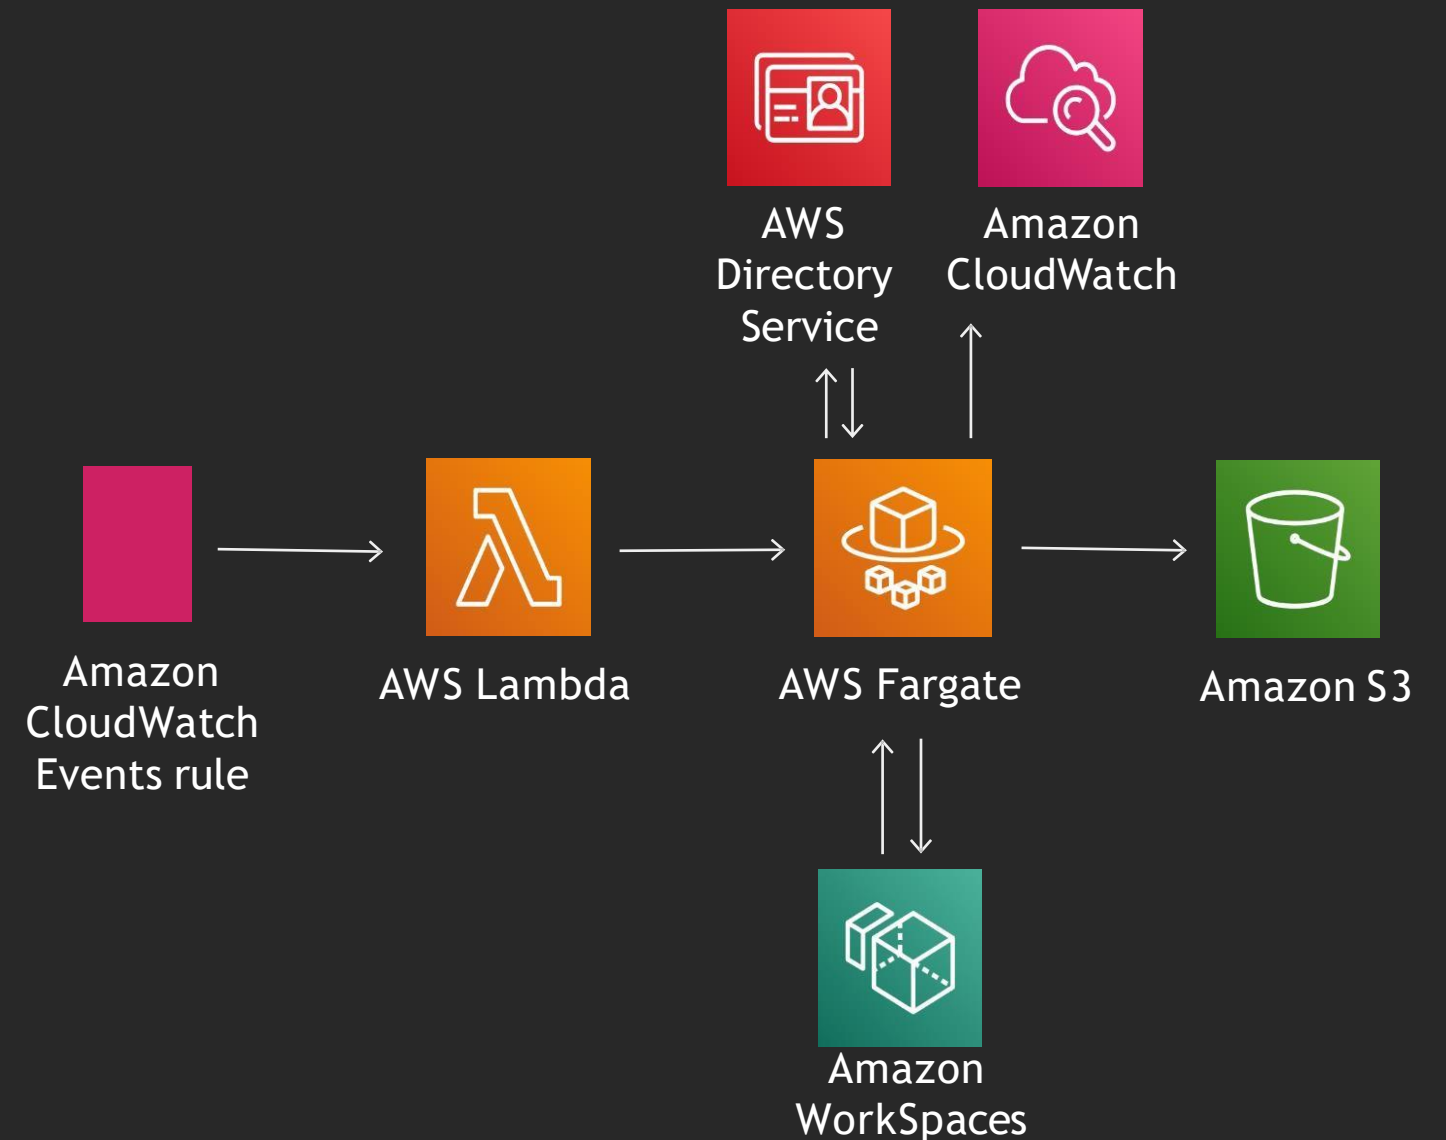 AWS
Directory
Service
Amazon
CloudWatch
Amazon
CloudWatch
Events rule
AWS Lambda
AWS Fargate
Amazon S3
Amazon
WorkSpaces